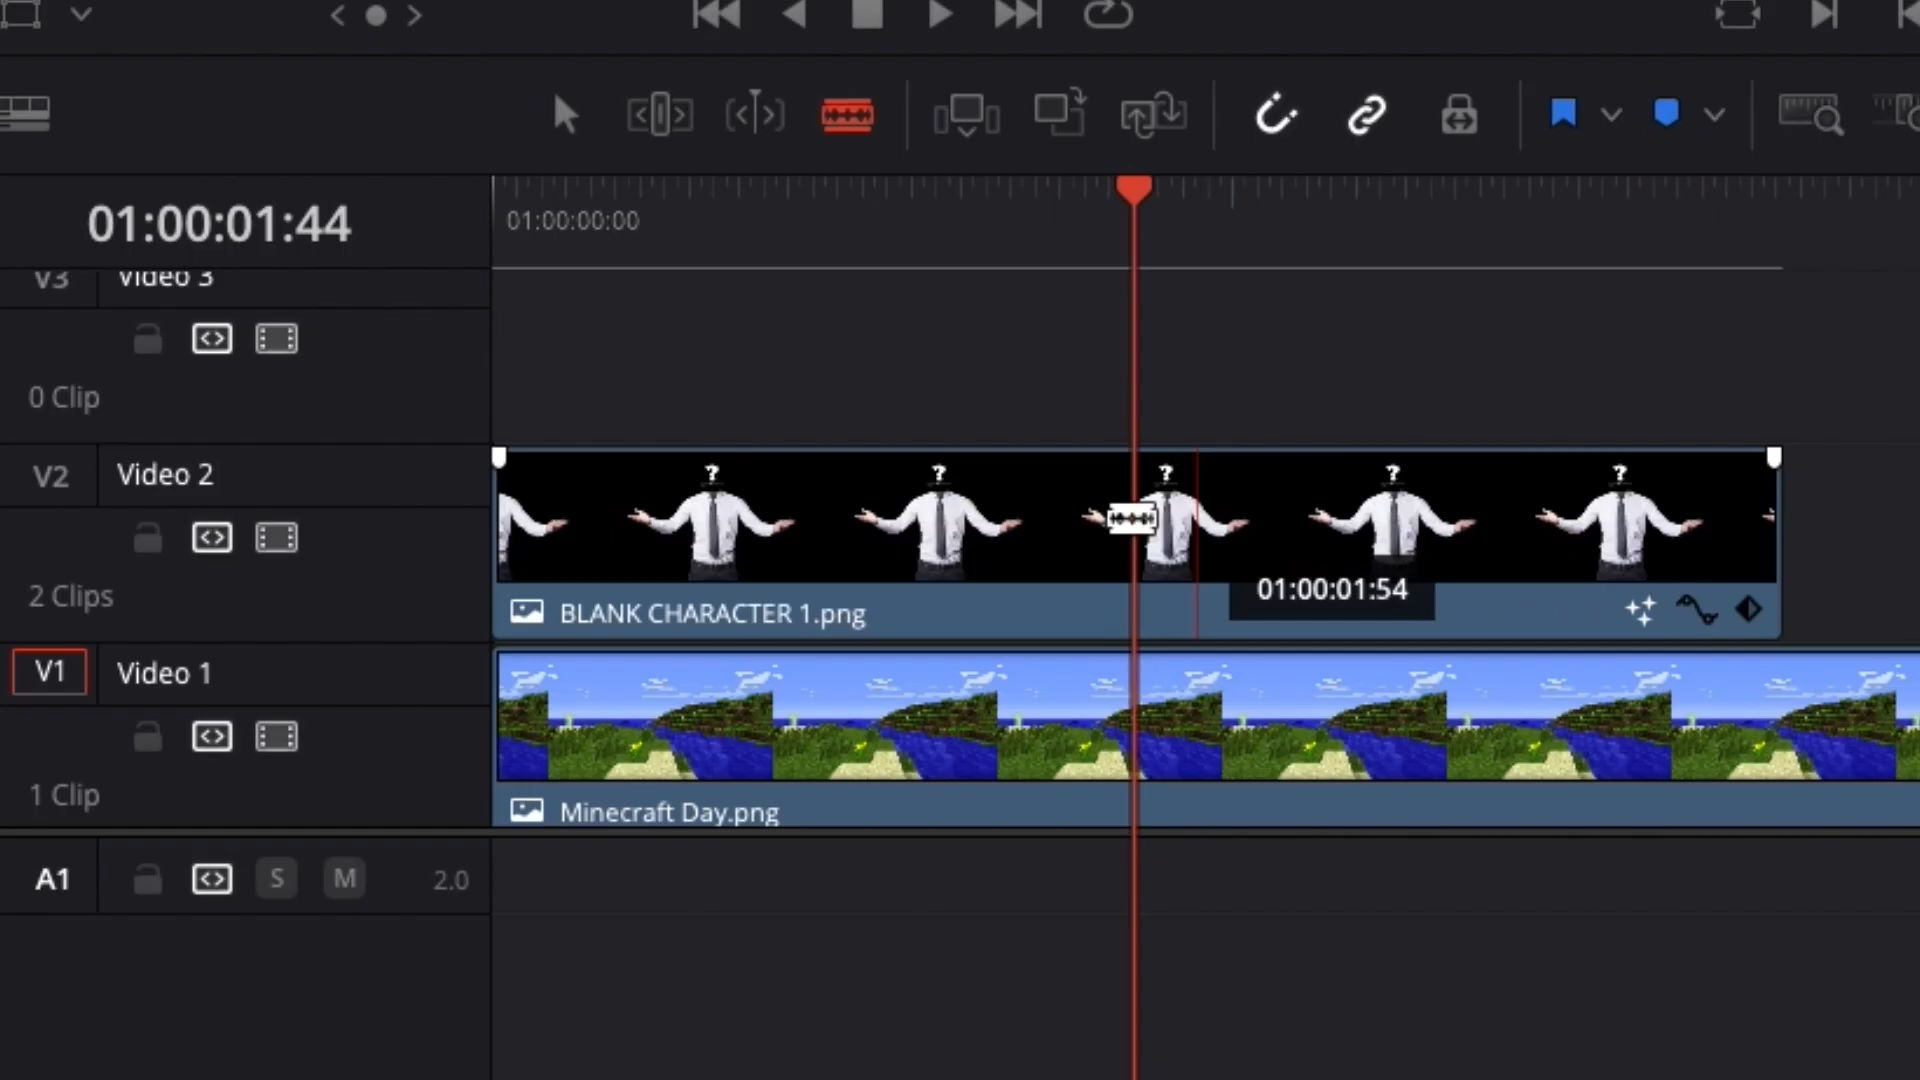 01:00:01:44
01:00:00:00
V3 Video 3
0 Clip
V2 Video 2
? ? ? ? ?
2 Clips
01:00:01:54
BLANK CHARACTER 1.png
V1 Video 1
1 Clip
Minecraft Day.png
A1 S M 2.0